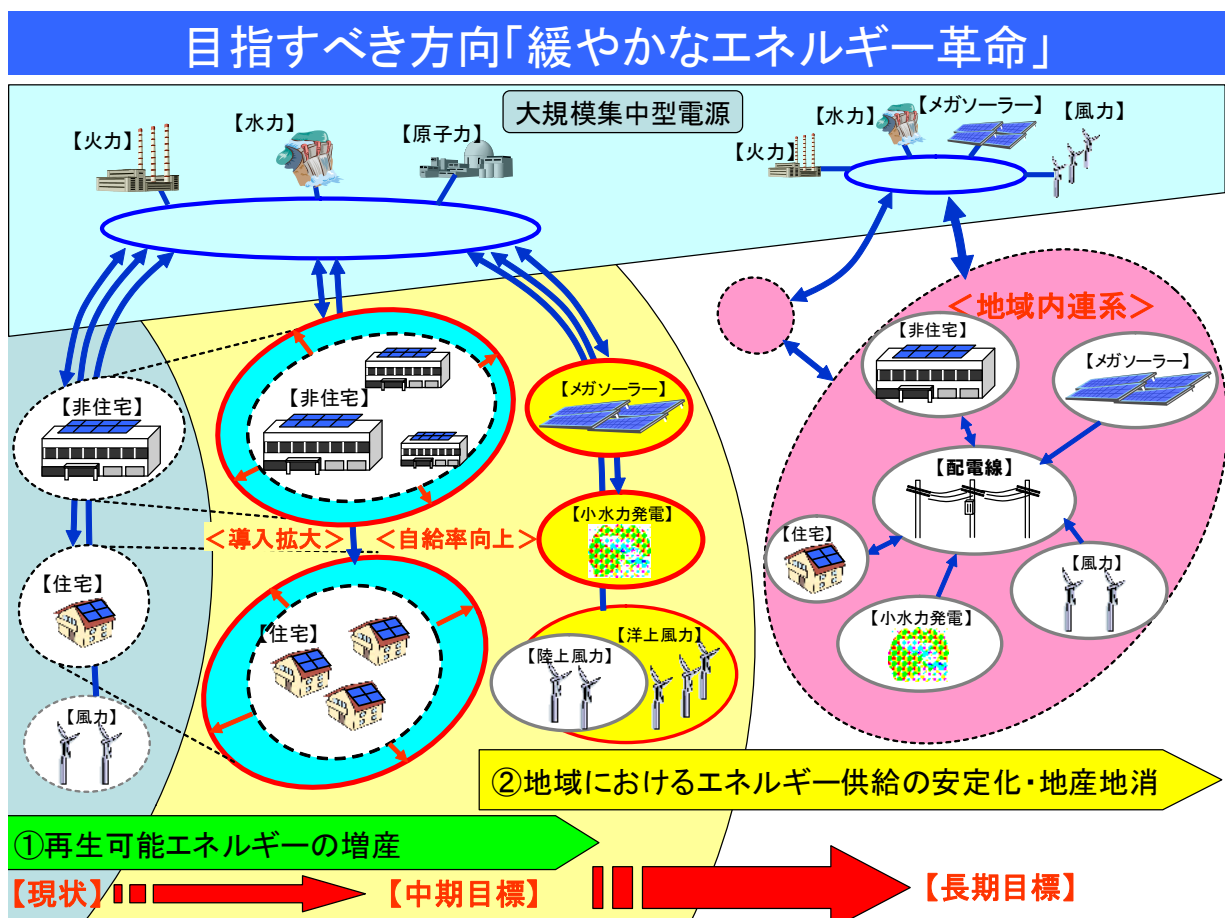 目指すべき方向「緩やかなエネルギー革命」
大規模集中型電源
【火力】
【水力】
【原子力】
【火力】
【水力】
【メガソーラー】
【風力】
【非住宅】
【住宅】
【風力】
【非住宅】
＜導入拡大＞
＜自給率向上＞
【住宅】
【メガソーラー】
【小水力発電】
【陸上風力】
【洋上風力】
＜地域内連系＞
【非住宅】
【メガソーラー】
【配電線】
【住宅】
【風力】
【小水力発電】
②地域におけるエネルギー供給の安定化・地産地消
①再生可能エネルギーの増産
【現状】
【中期目標】
【長期目標】